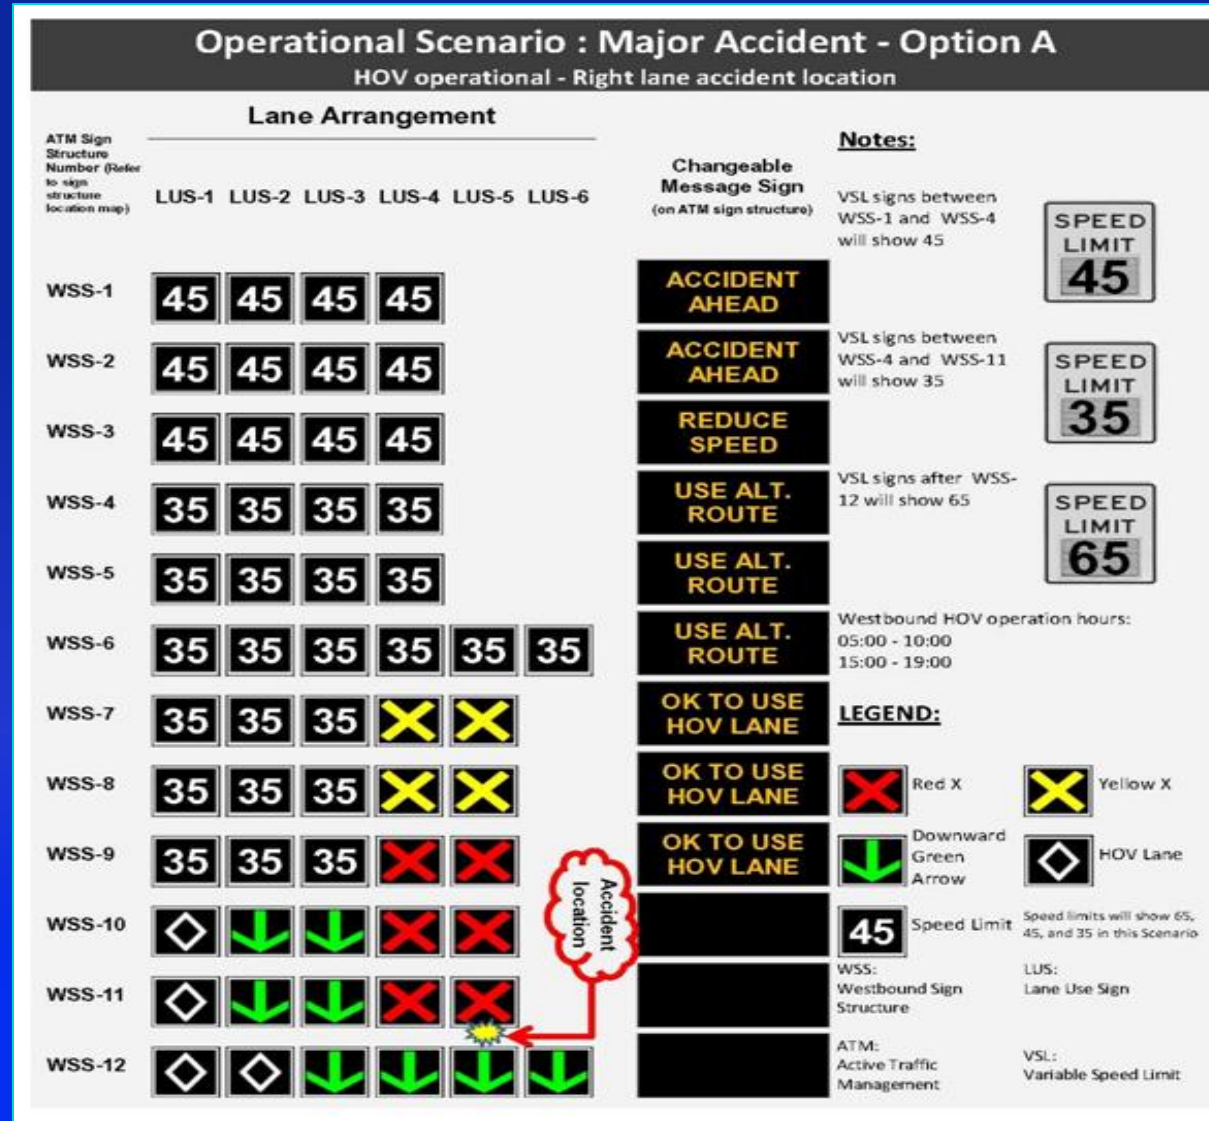 Operational Scenario : Major Accident - Option A
HOV operational - Right lane accident location
Lane Arrangement
ATM Sign
Structure
Number (Refer
to sign
structure
location map)
LUS-1 LUS-2 LUS-3 LUS-4 LUS-5 LUS-6
Changeable
Message Sign
(on ATM sign structure)
WSS-1
45 45 45 45
ACCIDENT
AHEAD
WSS-2
45 45 45 45
ACCIDENT
AHEAD
WSS-3
45 45 45 45
REDUCE
SPEED
WSS-4
35 35 35 35
USE ALT.
ROUTE
WSS-5
35 35 35 35
USE ALT.
ROUTE
WSS-6
35 35 35 35 35 35
USE ALT.
ROUTE
WSS-7
35 35 35
OK TO USE
HOV LANE
WSS-8
35 35 35
OK TO USE
HOV LANE
WSS-9
35 35 35
OK TO USE
HOV LANE
WSS-10
WSS-11
WSS-12
Accident
location
Notes:
VSL signs between
WSS-1 and WSS-4
will show 45
SPEED
LIMIT
45
VSL signs between
WSS-4 and WSS-11
will show 35
SPEED
LIMIT
35
VSL signs after WSS-
12 will show 65
SPEED
LIMIT
65
Westbound HOV operation hours:
05:00 - 10:00
15:00 - 19:00
LEGEND:
Red X
Yellow X
Downward
Green
Arrow
HOV Lane
45
Speed Limit
Speed limits will show 65,
45, and 35 in this Scenario
WSS:
Westbound Sign
Structure
LUS:
Lane Use Sign
ATM:
Active Traffic
Management
VSL:
Variable Speed Limit